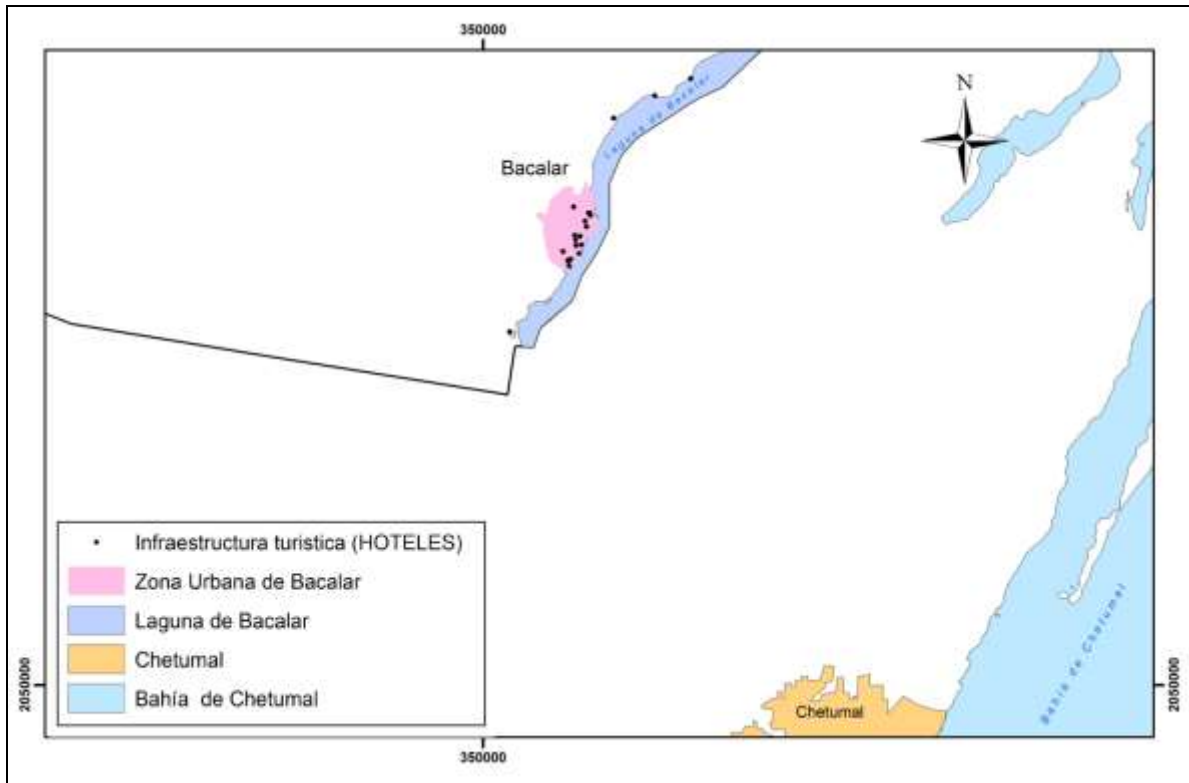 350000
N
Laguna de Bacalar
Bacalar
Infraestructura turistica (HOTELES)
Zona Urbana de Bacalar
Laguna de Bacalar
Chetumal
Bahía de Chetumal
2050000
2050000
Bahía de Chetumal
Chetumal
350000